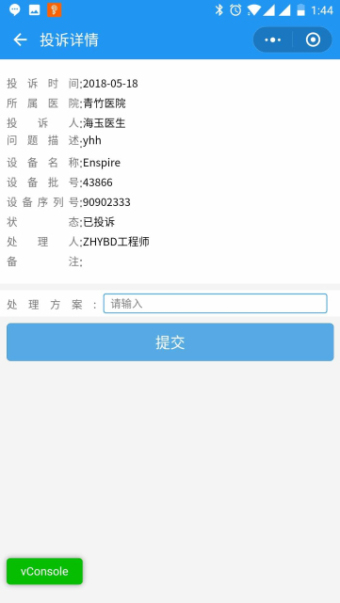 1:44
投诉详情
投诉时间:2018-05-18
所属医院:青竹医院
投诉人:海玉医生
问题描述:yhh
设备名称:Enspire
设备批号:43866
设备序列号:90902333
状态:已投诉
处理人:ZHYBD工程师
备注:
处理方案:请输入
提交
vConsole